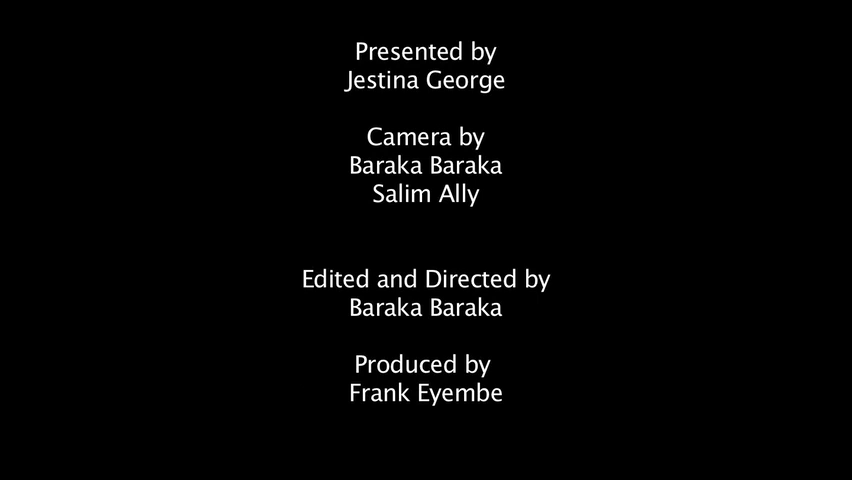 Presented by
Jestina George
Camera by
Baraka Baraka
Salim Ally
Edited and Directed by
Baraka Baraka
Produced by
Frank Eyembe